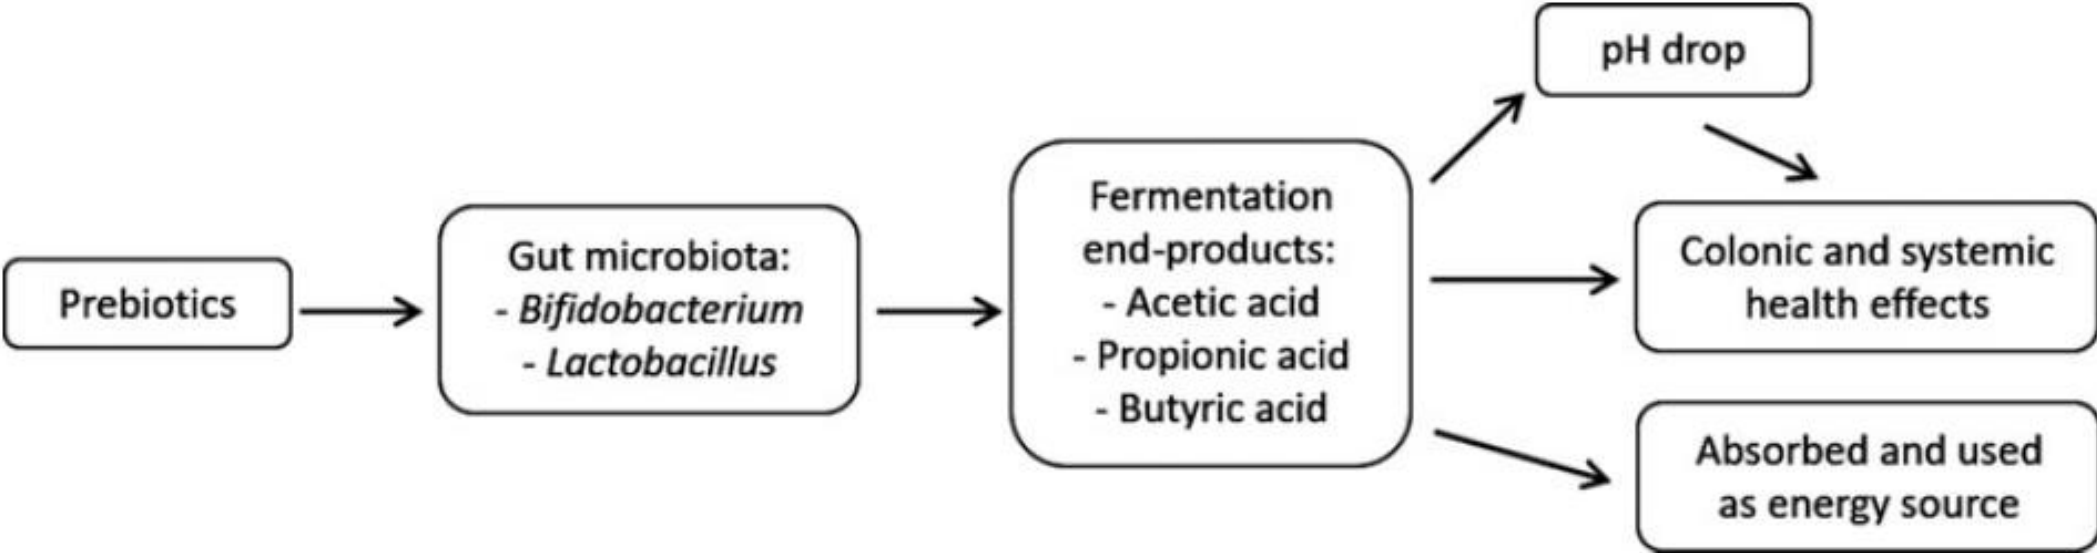 Prebiotics
Gut microbiota:
- Bifidobacterium
- Lactobacillus
Fermentation
end-products:
- Acetic acid
- Propionic acid
- Butyric acid
pH drop
Colonic and systemic
health effects
Absorbed and used
as energy source